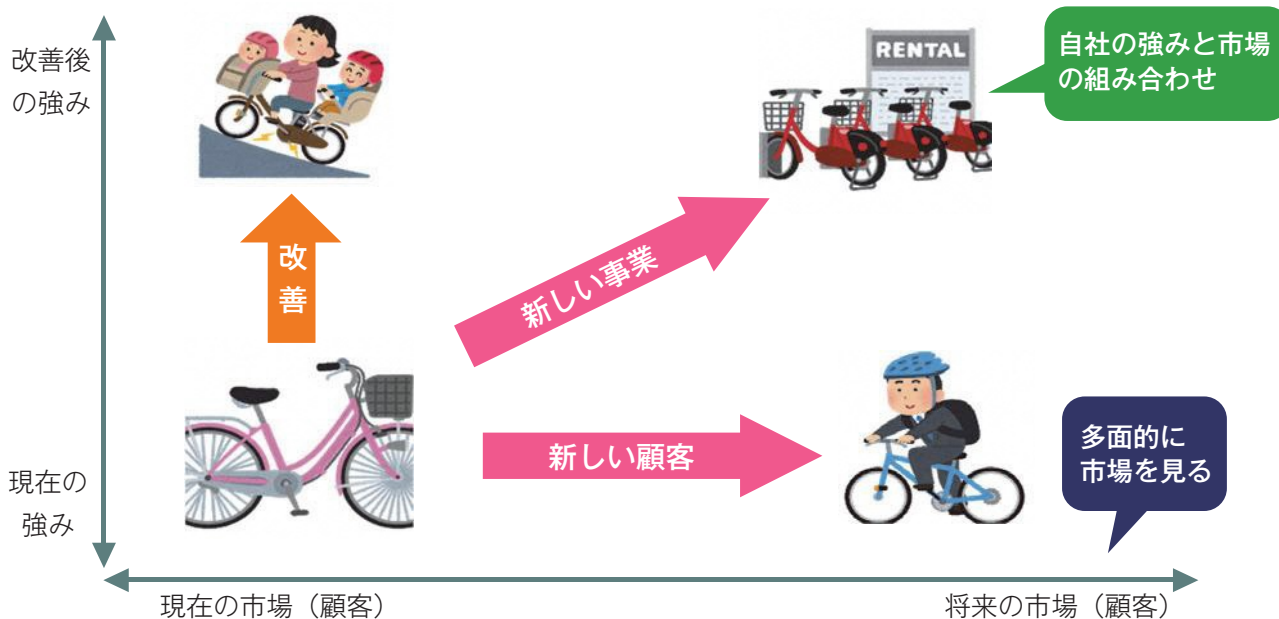 改善後
の強み
RENTAL
自社の強みと市場
の組み合わせ
改
善
新しい事業
新しい顧客
多面的に
市場を見る
現在の
強み
現在の市場（顧客）
将来の市場（顧客）